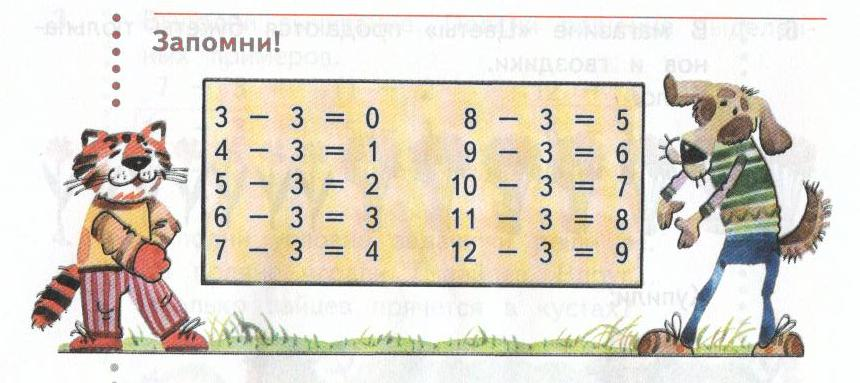 Запомни!
3 − 3 = 0
4 − 3 = 1
5 − 3 = 2
6 − 3 = 3
7 − 3 = 4
8 − 3 = 5
9 − 3 = 6
10 − 3 = 7
11 − 3 = 8
12 − 3 = 9